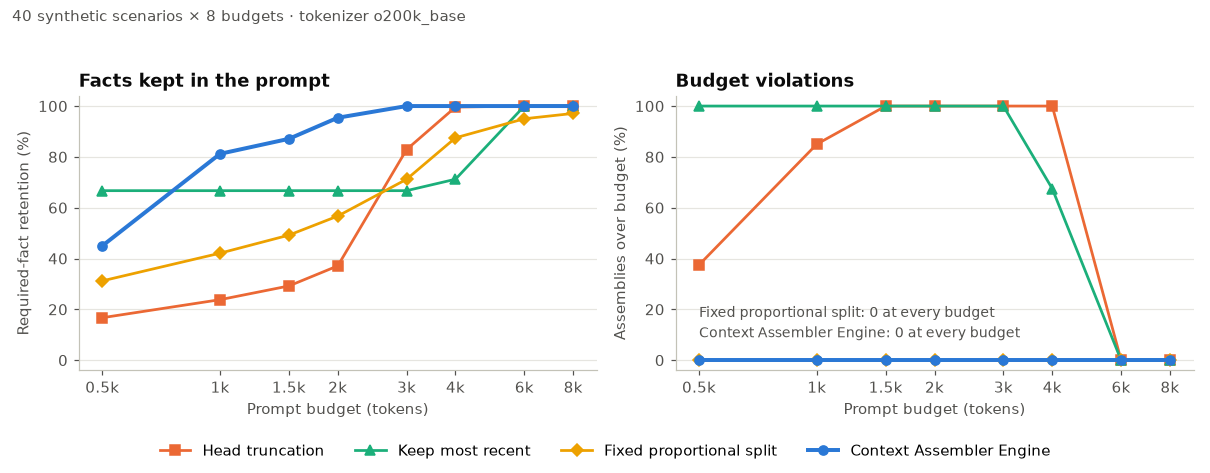 40 synthetic scenarios × 8 budgets · tokenizer o200k_base
Facts kept in the prompt
Required-fact retention (%)
100
80
60
40
20
0
0.5k 1k 1.5k 2k 3k 4k 6k 8k
Prompt budget (tokens)
Budget violations
Assemblies over budget (%)
100
80
60
40
20
0
Fixed proportional split: 0 at every budget
Context Assembler Engine: 0 at every budget
0.5k 1k 1.5k 2k 3k 4k 6k 8k
Prompt budget (tokens)
Head truncation Keep most recent Fixed proportional split Context Assembler Engine